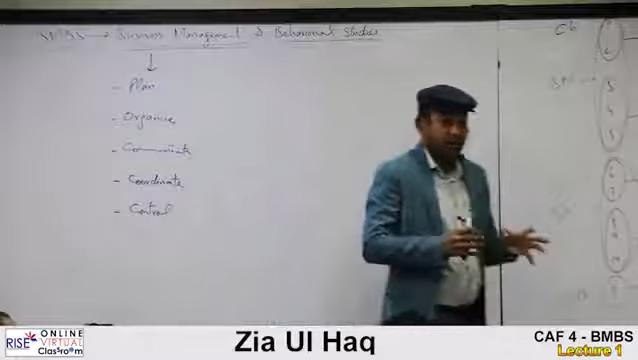 BMBS → Business Management & Behavioral Studies
- Plan
- Organise
- Communicate
- Coordinate
- Control
RISE ONLINE VIRTUAL Classroom
Zia Ul Haq
CAF 4 - BMBS
Lecture 1